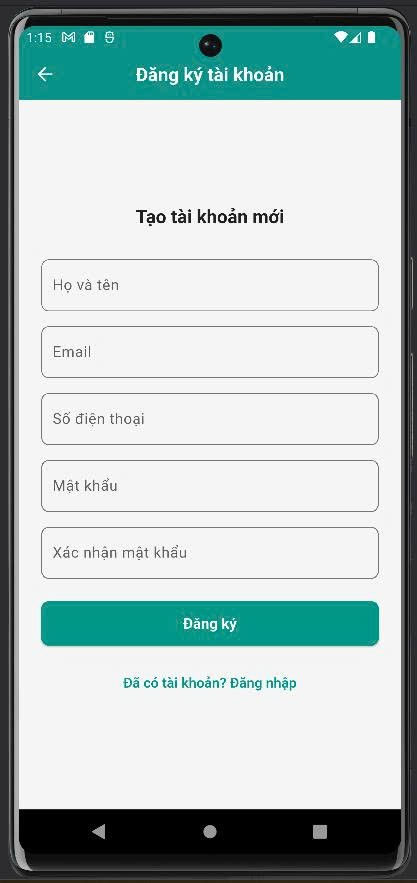 1:15
Đăng ký tài khoản
Tạo tài khoản mới
Họ và tên
Email
Số điện thoại
Mật khẩu
Xác nhận mật khẩu
Đăng ký
Đã có tài khoản? Đăng nhập